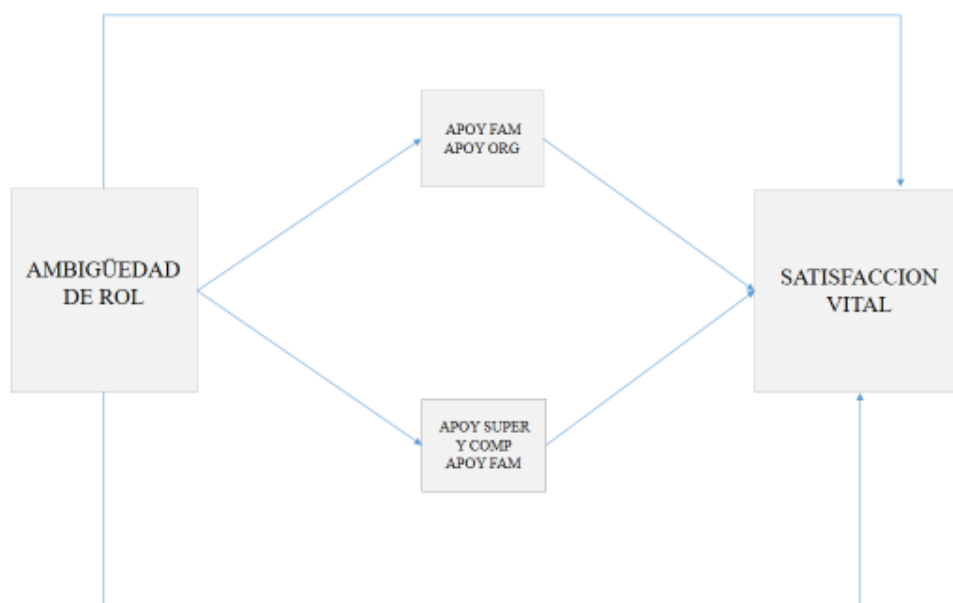 APOY FAM
APOY ORG
AMBIGÜEDAD
DE ROL
SATISFACCION
VITAL
APOY SUPER
Y COMP
APOY FAM